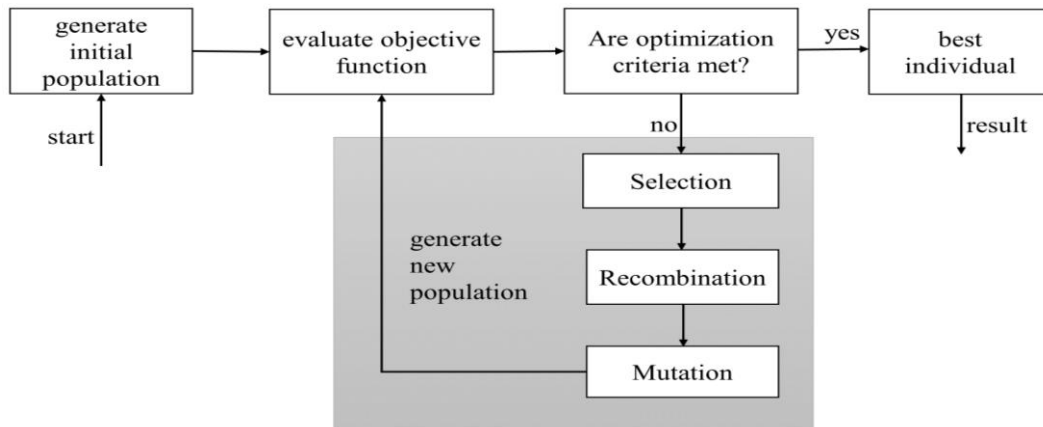 generate
initial
population
evaluate objective
function
Are optimization
criteria met?
yes
best
individual
start
no
result
Selection
generate
new
population
Recombination
Mutation